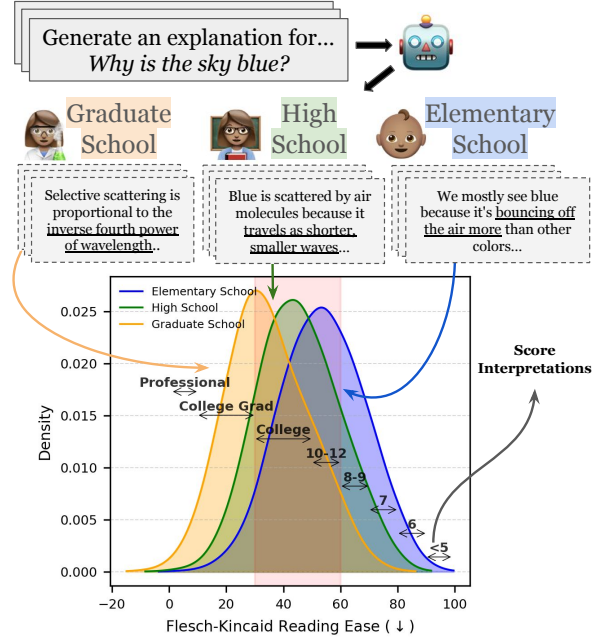 Generate an explanation for...
Why is the sky blue?
Graduate
School
High
School
Elementary
School
Selective scattering is
proportional to the
inverse fourth power
of wavelength..
Blue is scattered by air
molecules because it
travels as shorter,
smaller waves...
We mostly see blue
because it's bouncing off
the air more than other
colors...
Elementary School
High School
Graduate School
0.025
0.020
0.015
0.010
0.005
0.000
Density
Professional
College Grad
College
10-12
8-9
7
6
<5
Score
Interpretations
−20
0
20
40
60
80
100
Flesch-Kincaid Reading Ease (↓)